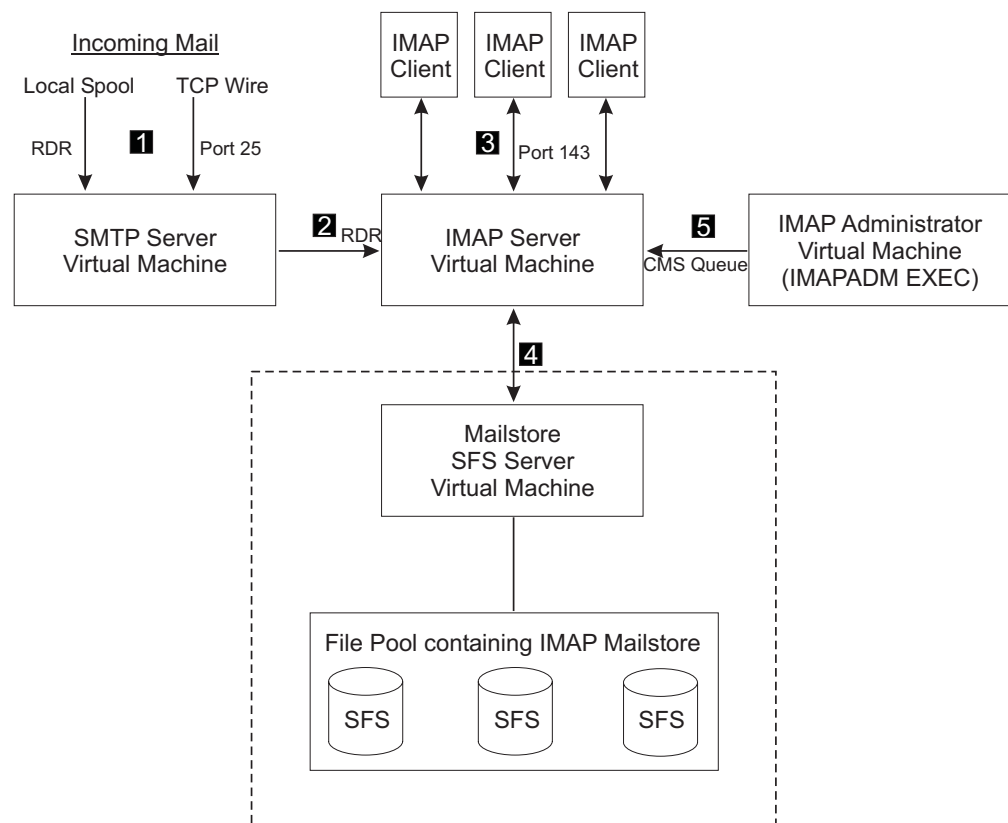 Incoming Mail
Local Spool
TCP Wire
RDR
1
Port 25
IMAP
Client
IMAP
Client
IMAP
Client
3
Port 143
SMTP Server
Virtual Machine
2
RDR
IMAP Server
Virtual Machine
5
CMS Queue
IMAP Administrator
Virtual Machine
(IMAPADM EXEC)
4
Mailstore
SFS Server
Virtual Machine
File Pool containing IMAP Mailstore
SFS
SFS
SFS